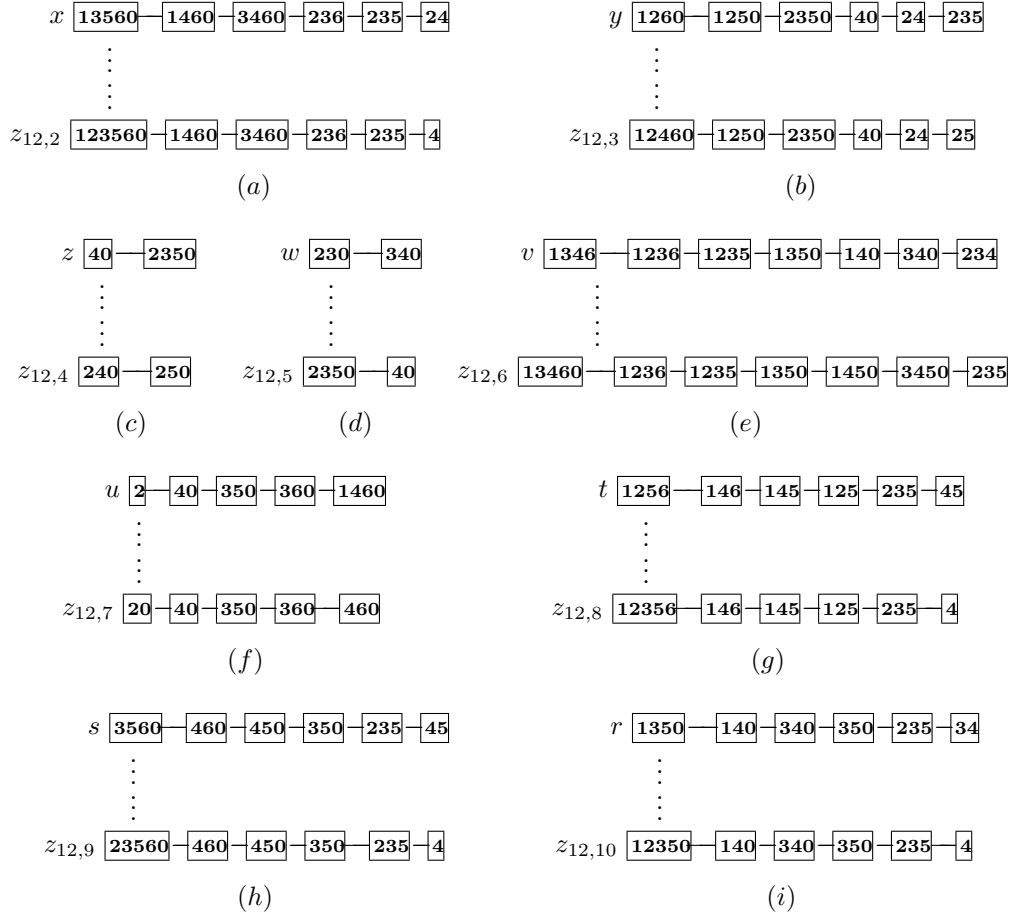 x 13560 1460 3460 236 235 24
y 1260 1250 2350 40 24 235
z12,2 123560 1460 3460 236 235 4
z12,3 12460 1250 2350 40 24 25
(a)
(b)
z 40 2350
w 230 340
v 1346 1236 1235 1350 140 340 234
z12,4 240 250
z12,5 2350 40
z12,6 13460 1236 1235 1350 1450 3450 235
(c)
(d)
(e)
u 2 40 350 360 1460
t 1256 146 145 125 235 45
z12,7 20 40 350 360 460
z12,8 12356 146 145 125 235 4
(f)
(g)
s 3560 460 450 350 235 45
r 1350 140 340 350 235 34
z12,9 23560 460 450 350 235 4
z12,10 12350 140 340 350 235 4
(h)
(i)